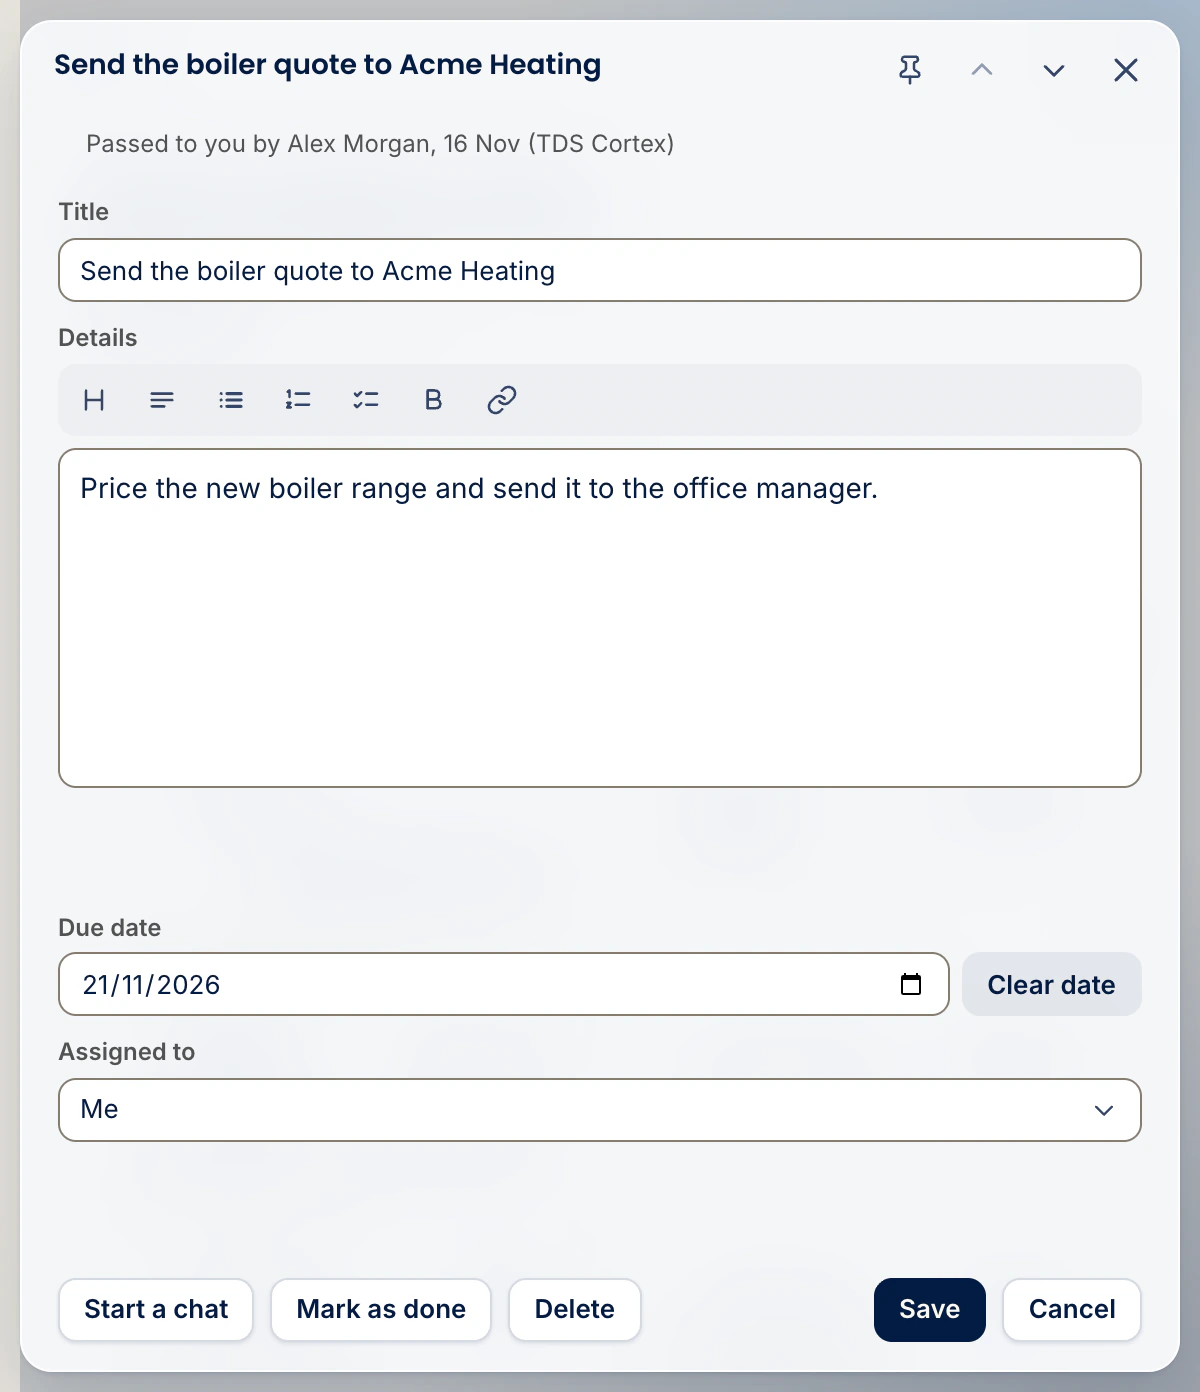 Send the boiler quote to Acme Heating
Passed to you by Alex Morgan, 16 Nov (TDS Cortex)
Title
Send the boiler quote to Acme Heating
Details
Price the new boiler range and send it to the office manager.
Due date
21/11/2026
Clear date
Assigned to
Me
Start a chat
Mark as done
Delete
Save
Cancel